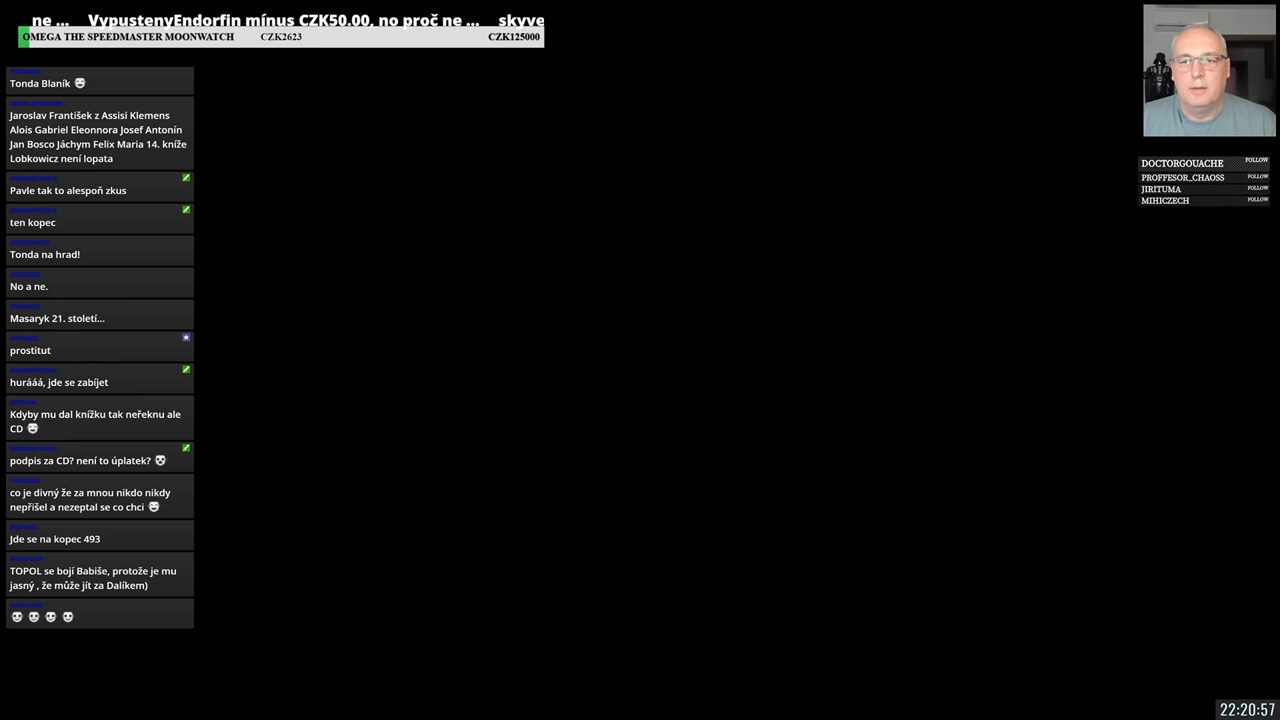 ne ... VypustenyEndorfin mínus CZK50.00, no proč ne ... skyve
OMEGA THE SPEEDMASTER MOONWATCH CZK2623 CZK125000
Tonda Blaník
Jaroslav František z Assisi Klemens
Alois Gabriel Eleonnora Josef Antonín
Jan Bosco Jáchym Felix Maria 14. kníže
Lobkowicz není lopata
Pavle tak to alespoň zkus
ten kopec
Tonda na hrad!
No a ne.
Masaryk 21. století...
prostitut
hurááá, jde se zabíjet
Kdyby mu dal knížku tak neřeknu ale
CD
podpis za CD? není to úplatek?
co je divný že za mnou nikdo nikdy
nepřišel a nezeptal se co chci
Jde se na kopec 493
TOPOL se bojí Babiše, protože je mu
jasný , že může jít za Dalíkem)
DOCTORGOUACHE FOLLOW
PROFFESOR_CHAOSS FOLLOW
JIRITUMA FOLLOW
MIHICZECH FOLLOW
22:20:57